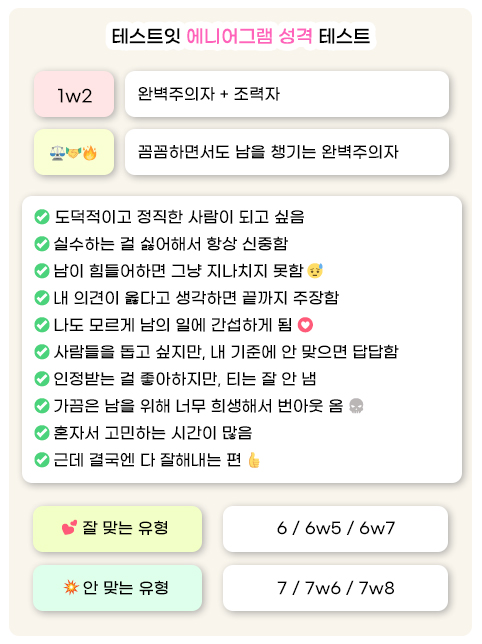 테스트잇 에니어그램 성격 테스트
1w2
완벽주의자 + 조력자
⚖️🤝🔥
꼼꼼하면서도 남을 챙기는 완벽주의자
✅ 도덕적이고 정직한 사람이 되고 싶음
✅ 실수하는 걸 싫어해서 항상 신중함
✅ 남이 힘들어하면 그냥 지나치지 못함 😥
✅ 내 의견이 옳다고 생각하면 끝까지 주장함
✅ 나도 모르게 남의 일에 간섭하게 됨 💟
✅ 사람들을 돕고 싶지만, 내 기준에 안 맞으면 답답함
✅ 인정받는 걸 좋아하지만, 티는 잘 안 냄
✅ 가끔은 남을 위해 너무 희생해서 번아웃 옴 💀
✅ 혼자서 고민하는 시간이 많음
✅ 근데 결국엔 다 잘해내는 편 👍
💕 잘 맞는 유형
6 / 6w5 / 6w7
💥 안 맞는 유형
7 / 7w6 / 7w8